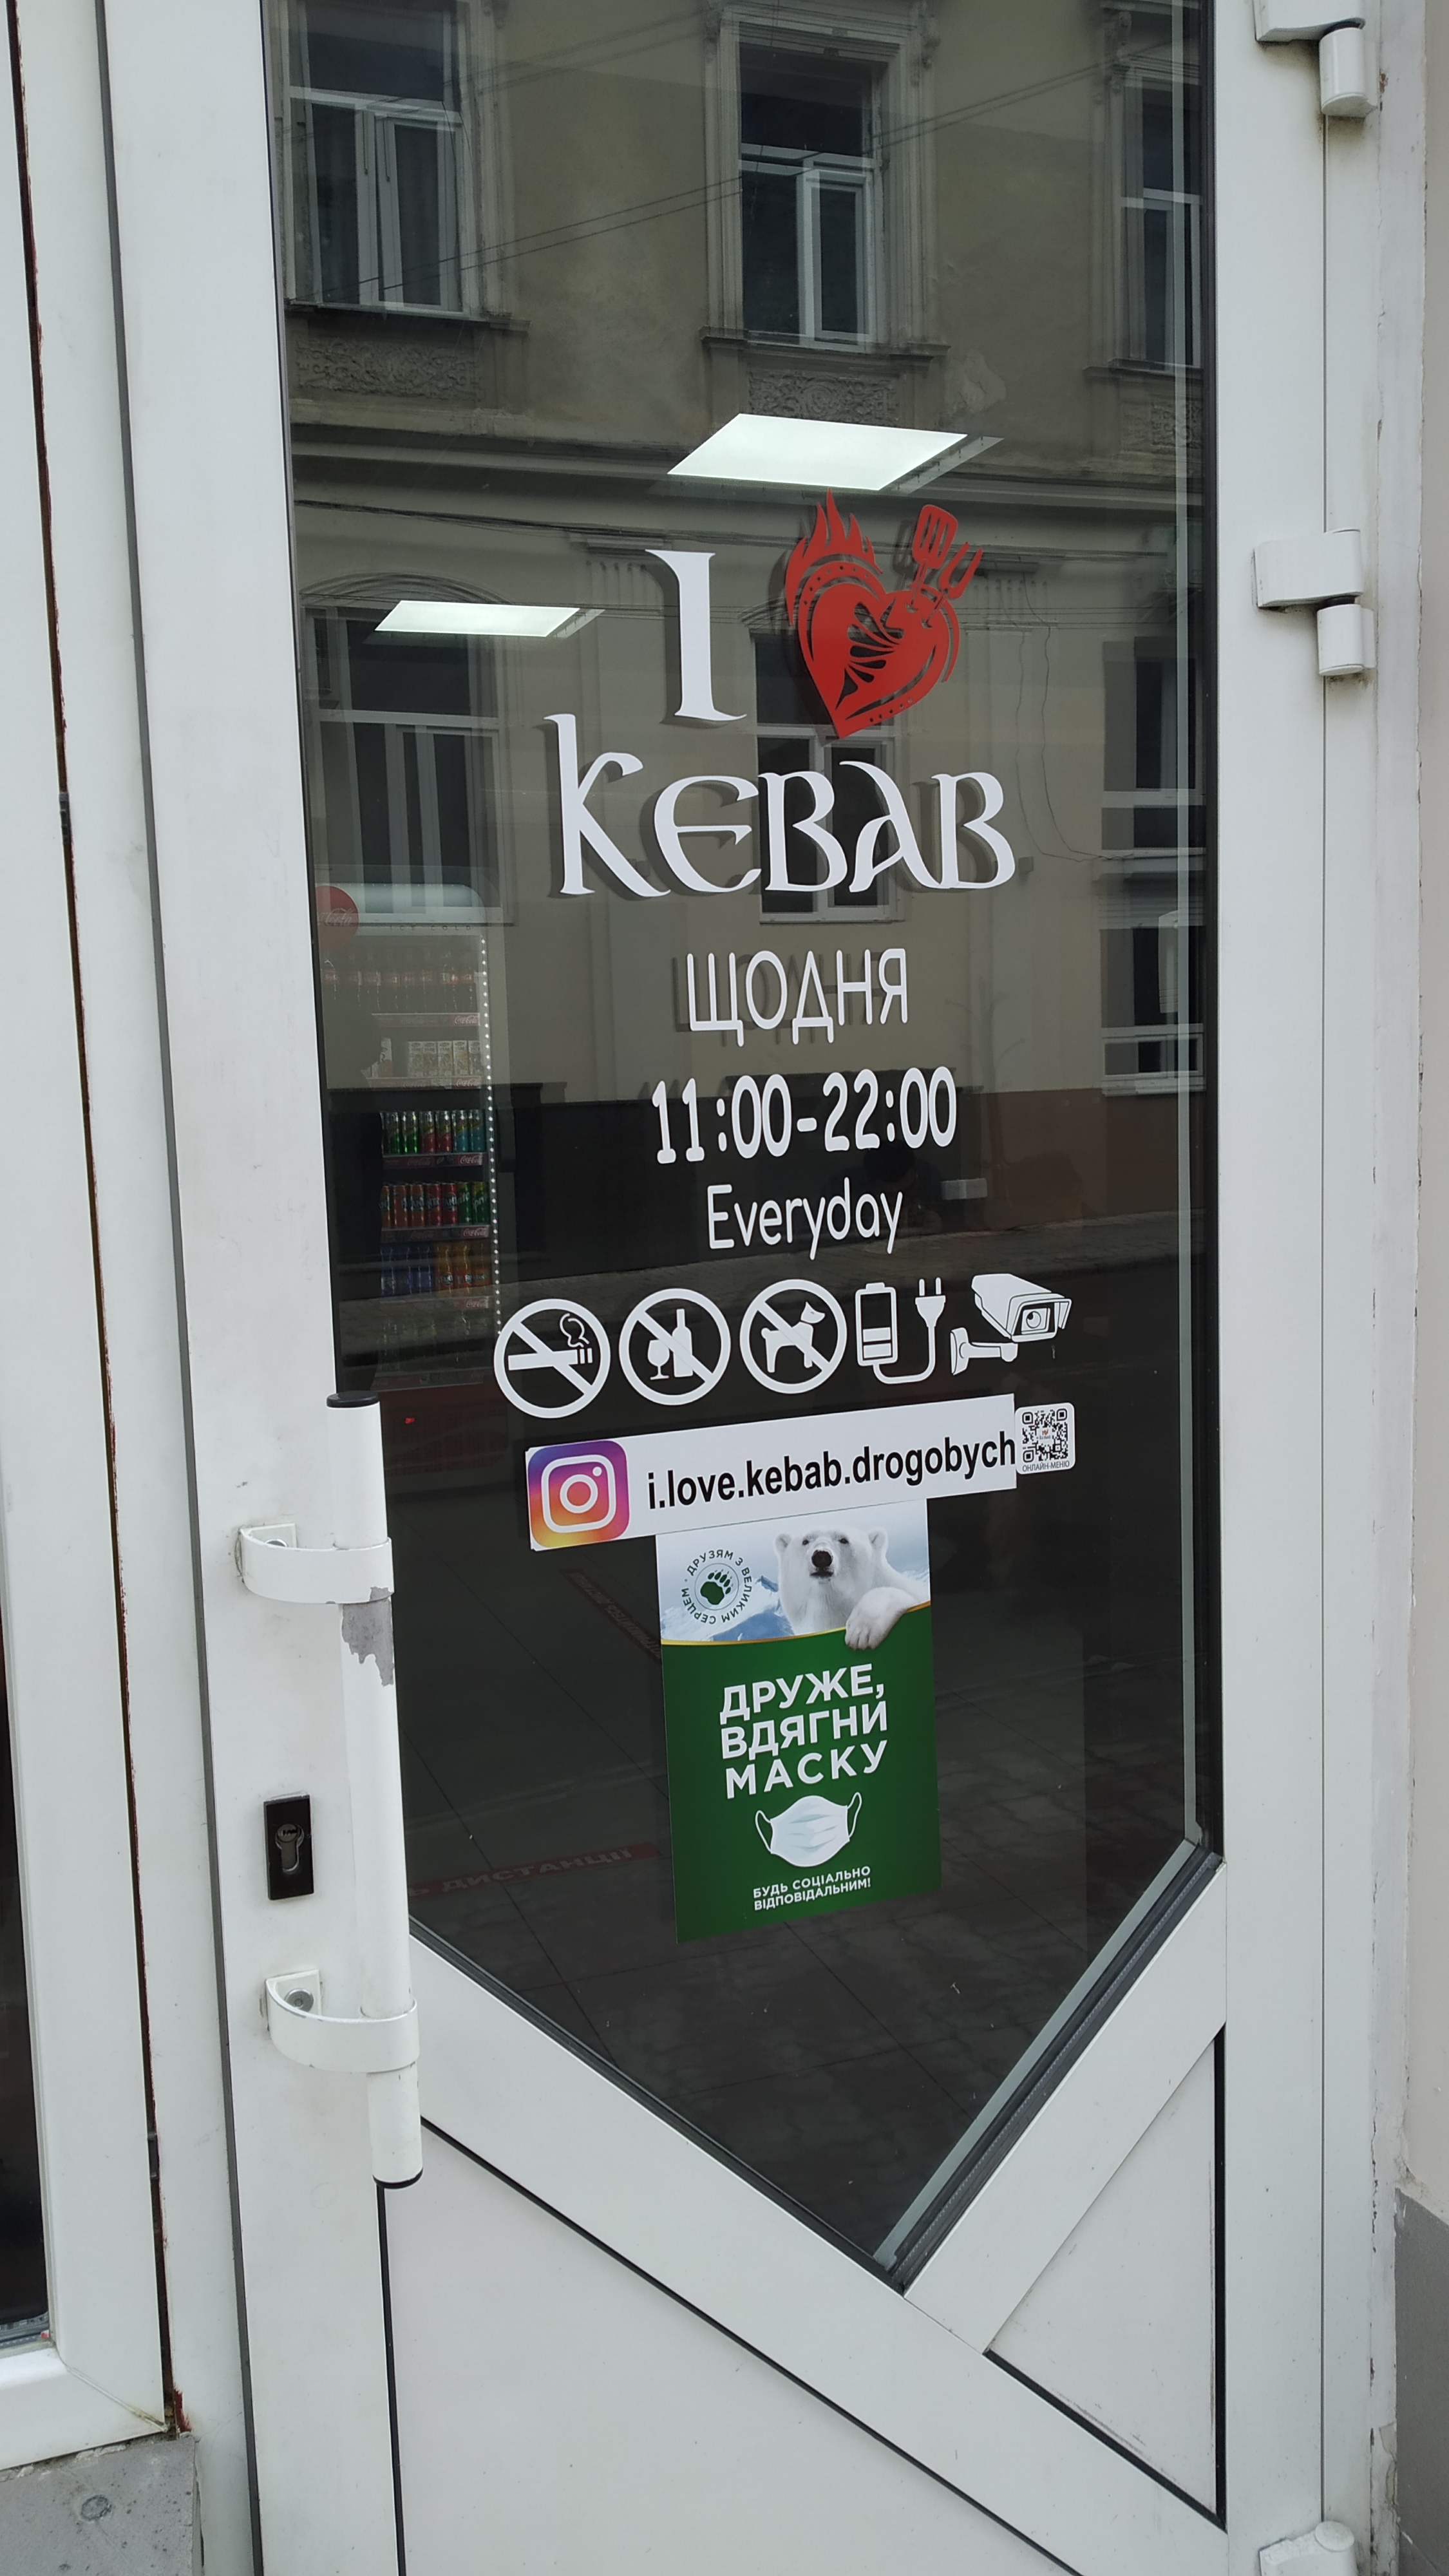 I
KEBAB
ЩОДНЯ
11:00-22:00
Everyday
i.love.kebab.drogobych
ОНЛАЙН-МЕНЮ
ДРУЗЯМ З ВЕЛИКИМ СЕРЦЕМ
ДРУЖЕ,
ВДЯГНИ
МАСКУ
БУДЬ СОЦІАЛЬНО
ВІДПОВІДАЛЬНИМ!
ДИСТАНЦІЇ